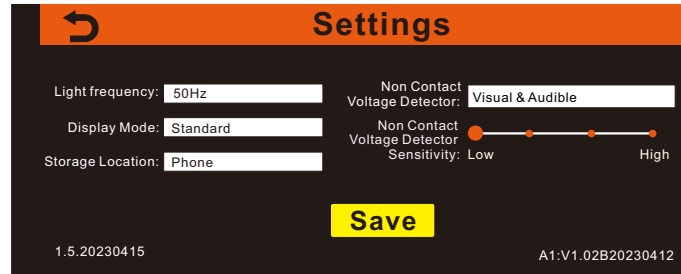 Settings
Light frequency: 50Hz
Display Mode: Standard
Storage Location: Phone
Non Contact
Voltage Detector: Visual & Audible
Non Contact
Voltage Detector
Sensitivity: Low High
Save
1.5.20230415
A1:V1.02B20230412